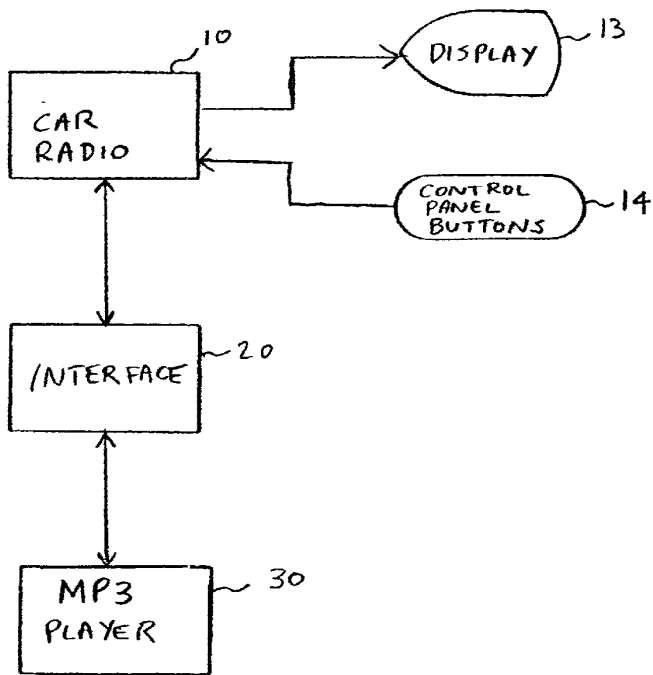 10
CAR
RADIO
DISPLAY
13
CONTROL
PANEL
BUTTONS
14
INTERFACE
20
MP3
PLAYER
30